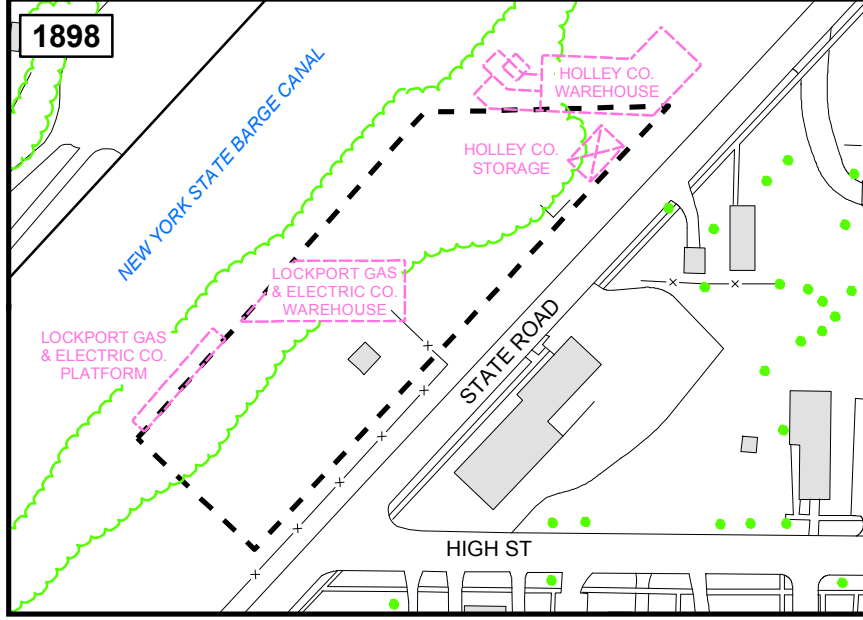 1898
NEW YORK STATE BARGE CANAL
HOLLEY CO.
WAREHOUSE
HOLLEY CO.
STORAGE
LOCKPORT GAS
& ELECTRIC CO.
WAREHOUSE
LOCKPORT GAS
& ELECTRIC CO.
PLATFORM
STATE ROAD
HIGH ST